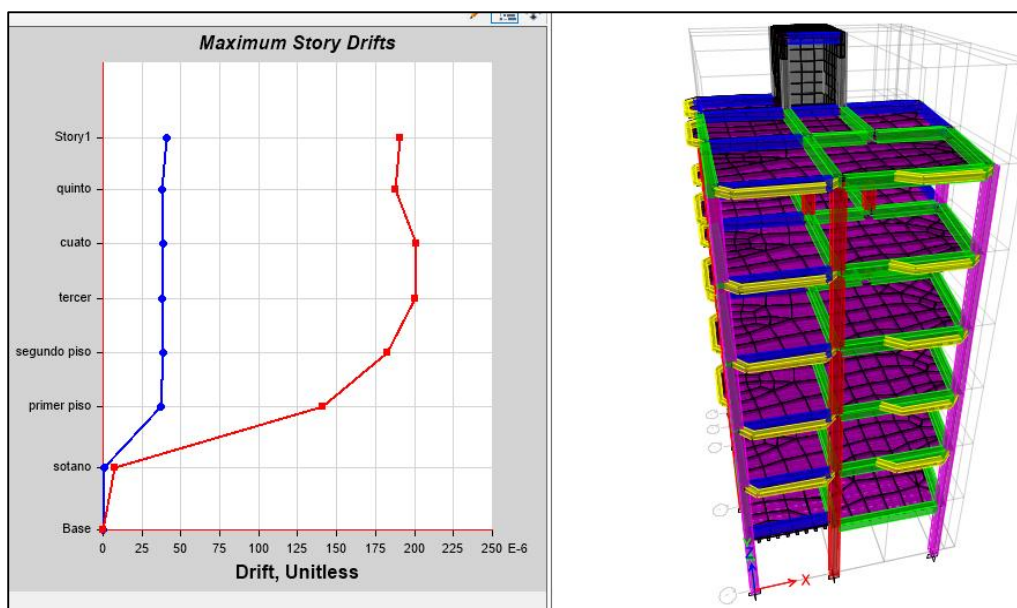 Maximum Story Drifts
Story1
quinto
cuato
tercer
segundo piso
primer piso
sotano
Base
0 25 50 75 100 125 150 175 200 225 250 E-6
Drift, Unitless
Z
X